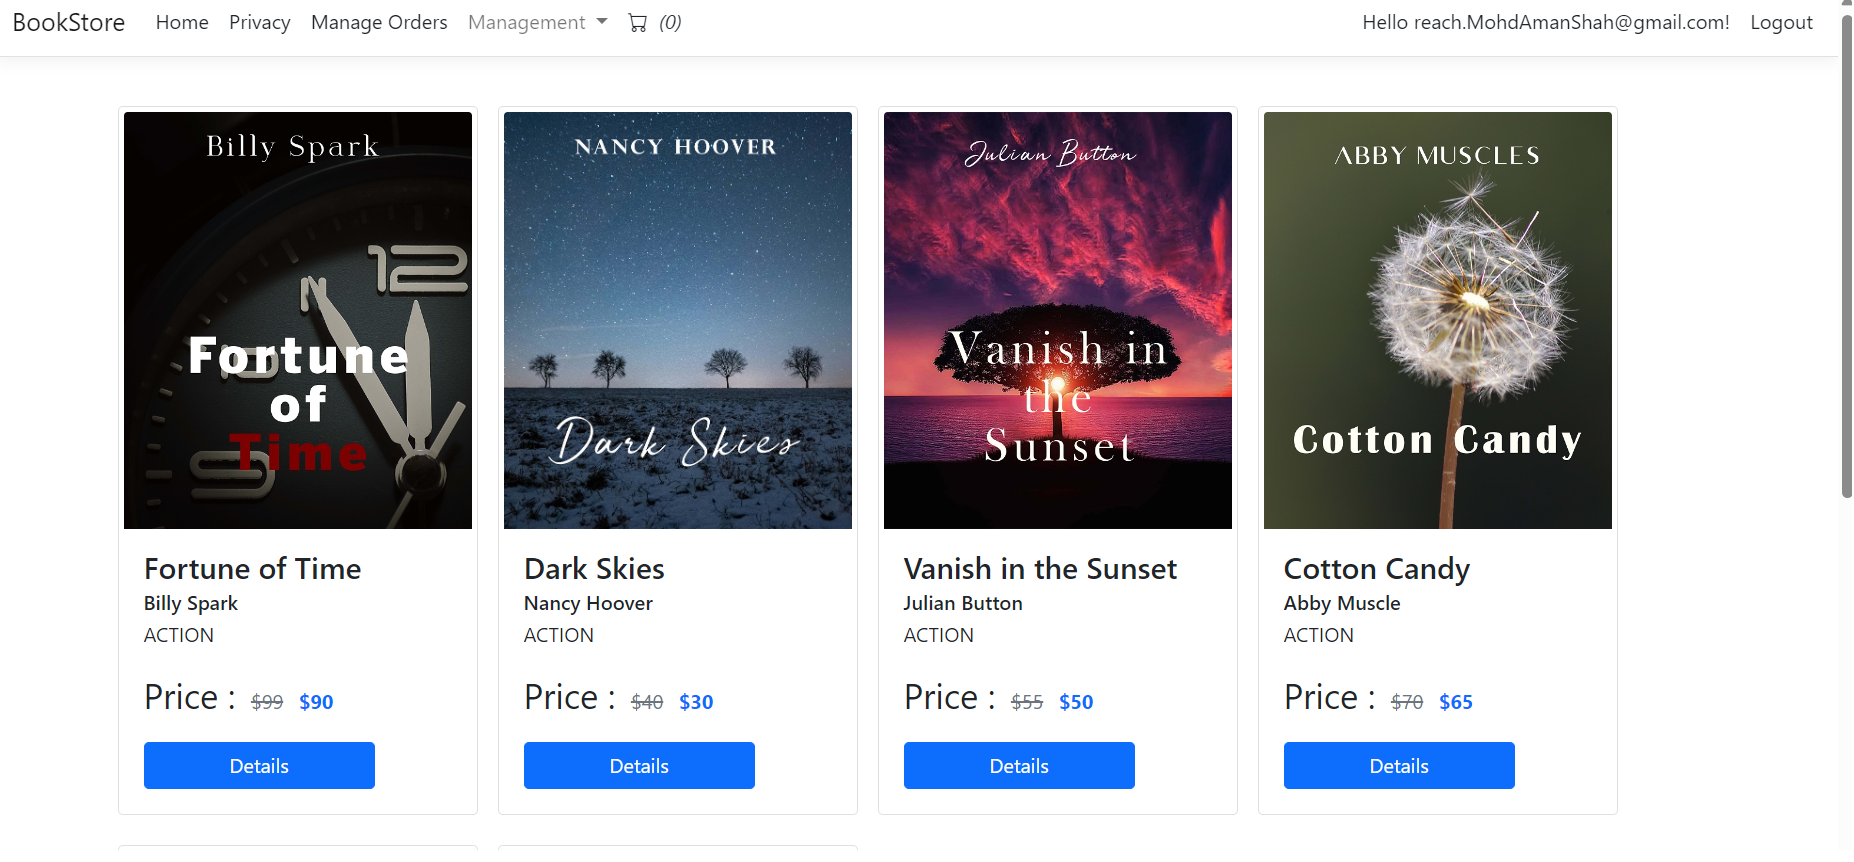 BookStore Home Privacy Manage Orders Management (0) Hello reach.MohdAmanShah@gmail.com! Logout
Billy Spark
12
Fortune
of
Time
9
Fortune of Time
Billy Spark
ACTION
Price : $99 $90
Details
NANCY HOOVER
Dark Skies
Dark Skies
Nancy Hoover
ACTION
Price : $40 $30
Details
Julian Button
Vanish in
the
Sunset
Vanish in the Sunset
Julian Button
ACTION
Price : $55 $50
Details
ABBY MUSCLES
Cotton Candy
Cotton Candy
Abby Muscle
ACTION
Price : $70 $65
Details